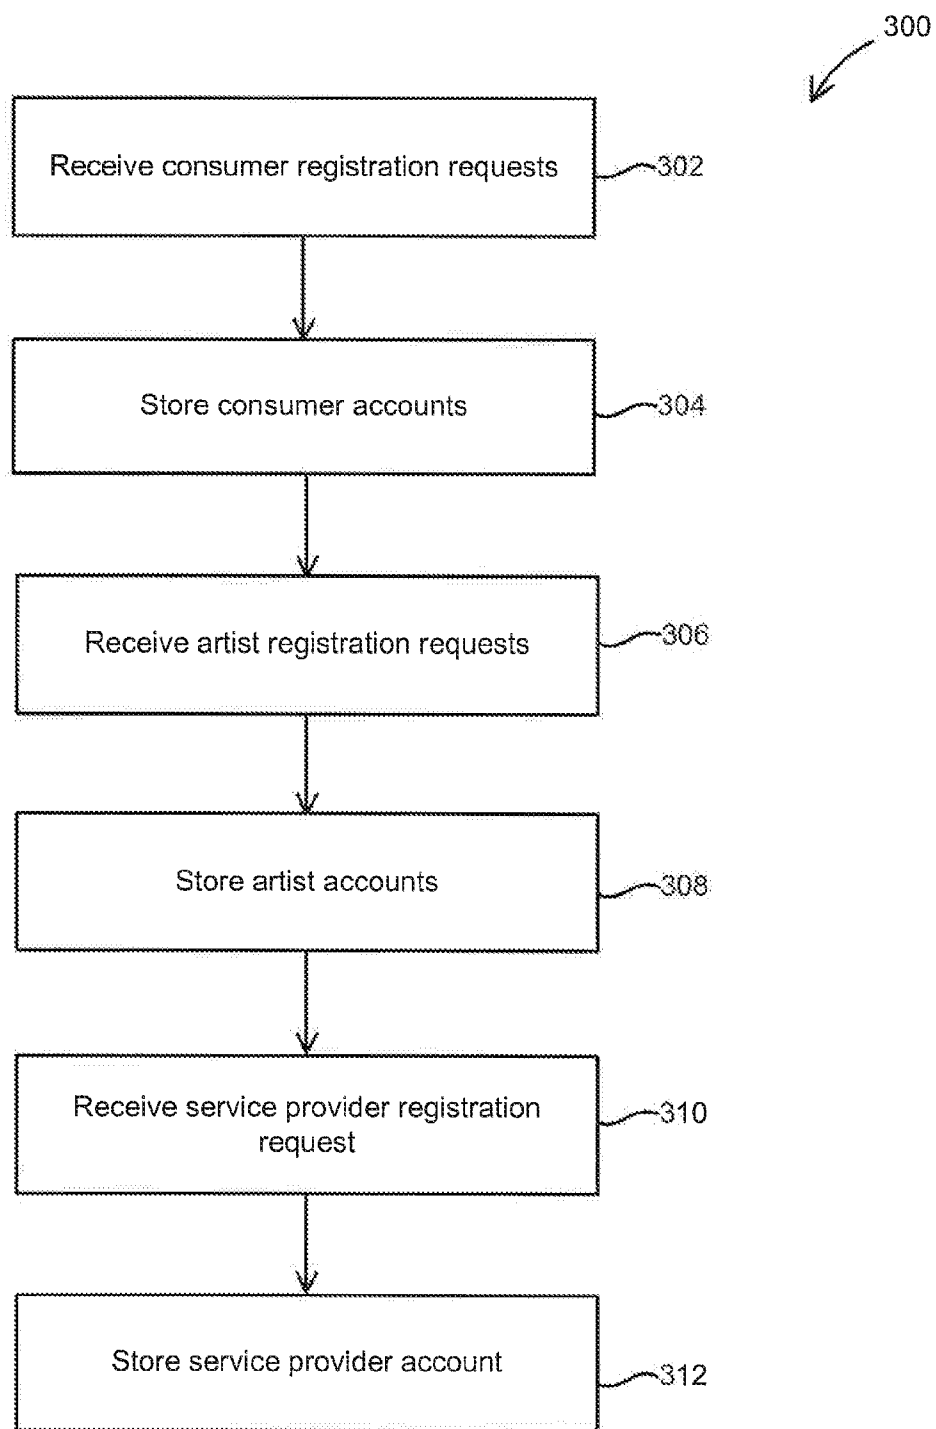 300
Receive consumer registration requests
302
Store consumer accounts
304
Receive artist registration requests
306
Store artist accounts
308
Receive service provider registration
request
310
Store service provider account
312